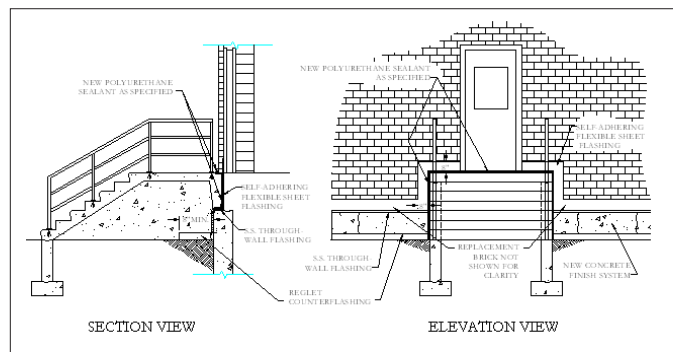 NEW POLYURETHANE
SEALANT AS SPECIFIED
SELF-ADHERING
FLEXIBLE SHEET
FLASHING
8" MIN.
S.S. THROUGH-
WALL FLASHING
REGLET
COUNTERFLASHING
SECTION VIEW
NEW POLYURETHANE SEALANT
AS SPECIFIED
SELF-ADHERING
FLEXIBLE SHEET
FLASHING
S.S. THROUGH-
WALL FLASHING
REPLACEMENT
BRICK NOT
SHOWN FOR
CLARITY
NEW CONCRETE
FINISH SYSTEM
ELEVATION VIEW